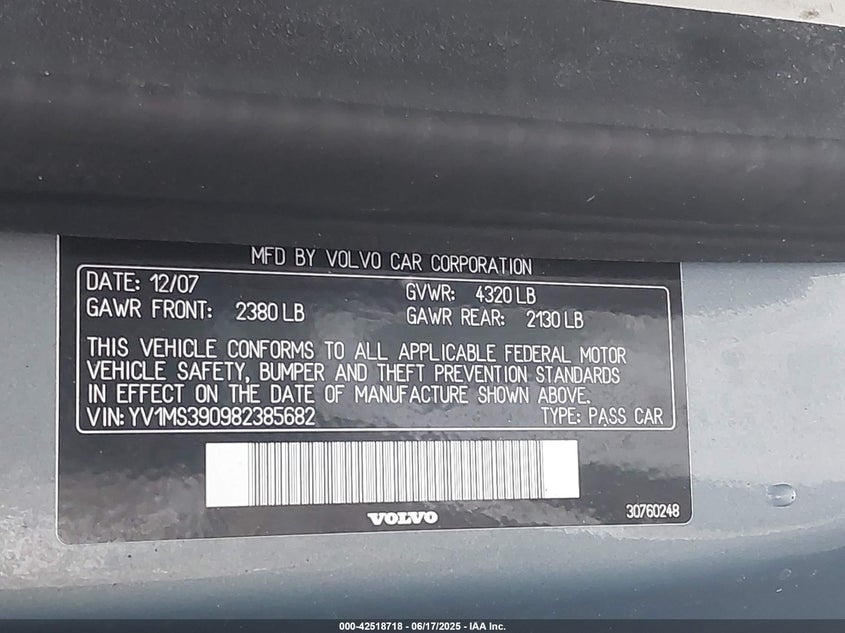 MFD BY VOLVO CAR CORPORATION
DATE: 12/07 GVWR: 4320 LB
GAWR FRONT: 2380 LB GAWR REAR: 2130 LB
THIS VEHICLE CONFORMS TO ALL APPLICABLE FEDERAL MOTOR
VEHICLE SAFETY, BUMPER AND THEFT PREVENTION STANDARDS
IN EFFECT ON THE DATE OF MANUFACTURE SHOWN ABOVE.
VIN: YV1MS390982385682 TYPE: PASS CAR
VOLVO
30760248
000-42518718 - 06/17/2025 - IAA Inc.